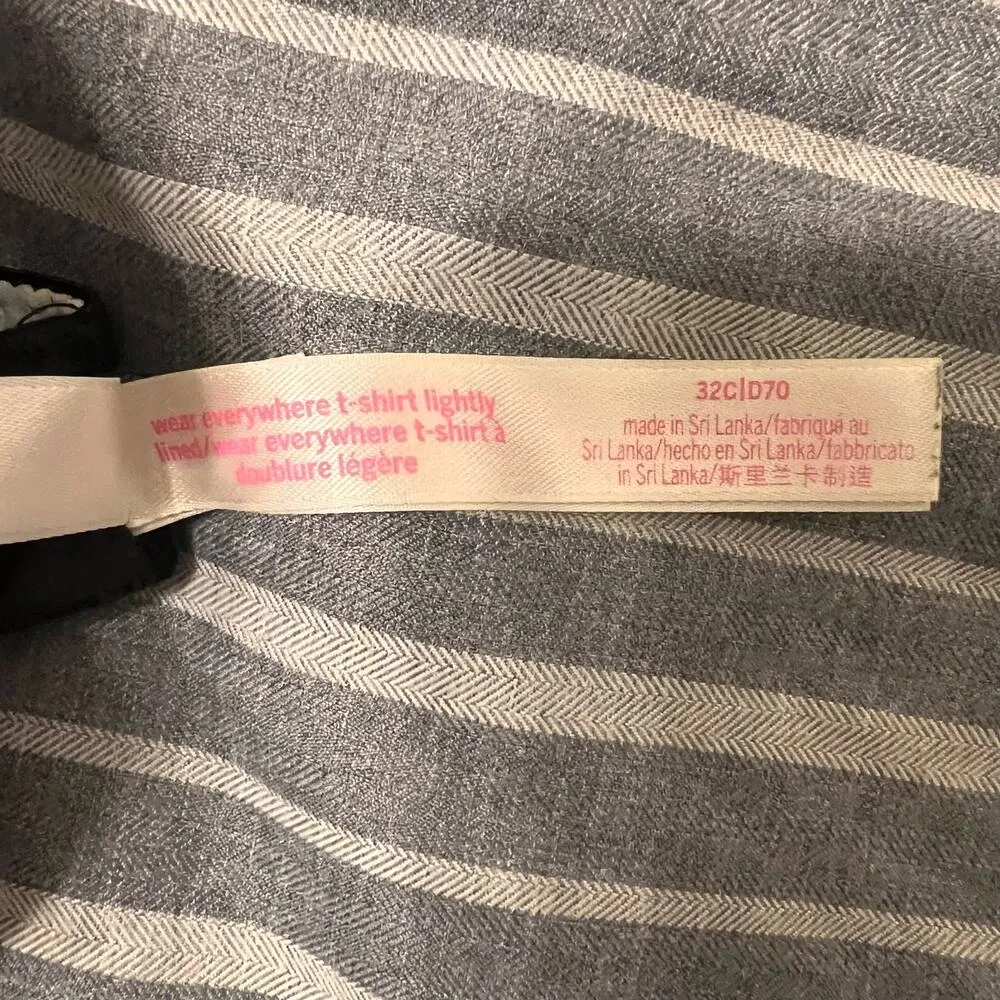 wear everywhere t-shirt lightly
lined/wear everywhere t-shirt à
doublure légère
32C|D70
made in Sri Lanka/fabriqué au
Sri Lanka/hecho en Sri Lanka/fabbricato
in Sri Lanka/斯里兰卡制造